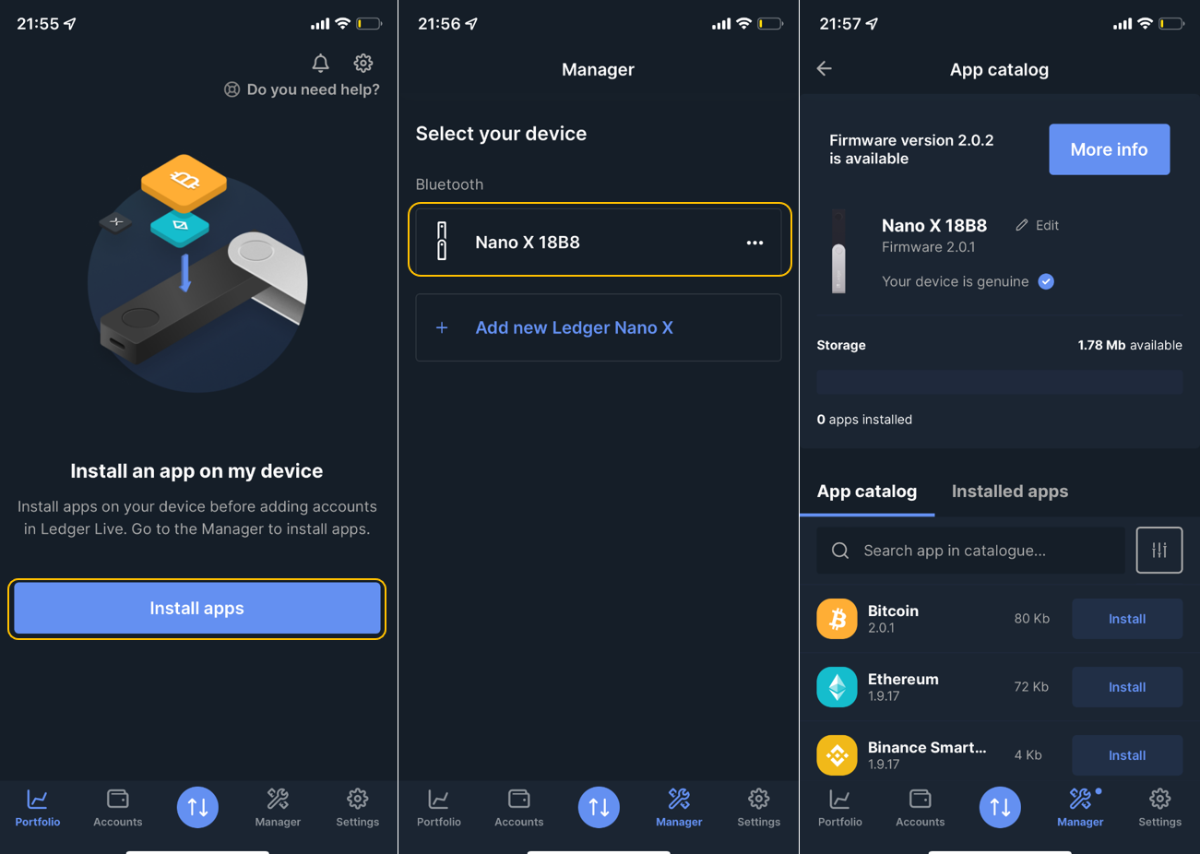 21:55
Do you need help?
Install an app on my device
Install apps on your device before adding accounts
in Ledger Live. Go to the Manager to install apps.
Install apps
Portfolio
Accounts
Manager
Settings
21:56
Manager
Select your device
Bluetooth
Nano X 18B8
+ Add new Ledger Nano X
Portfolio
Accounts
Manager
Settings
21:57
App catalog
Firmware version 2.0.2
is available
More info
Nano X 18B8
Edit
Firmware 2.0.1
Your device is genuine
Storage
1.78 Mb available
0 apps installed
App catalog
Installed apps
Search app in catalogue...
Bitcoin
2.0.1
80 Kb
Install
Ethereum
1.9.17
72 Kb
Install
Binance Smart...
1.9.17
4 Kb
Install
Portfolio
Accounts
Manager
Settings